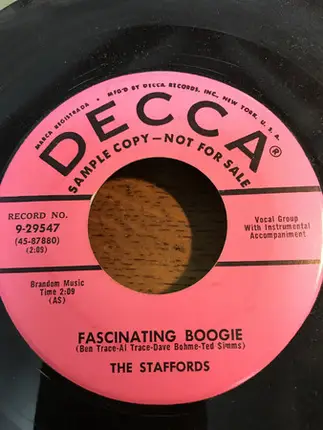 MARCA REGISTRADA • MFG'D BY DECCA RECORDS, INC., NEW YORK, U. S. A.
DECCA®
SAMPLE COPY—NOT FOR SALE
RECORD NO.
9-29547
(45-87880)
(2:09)
Vocal Group
With Instrumental
Accompaniment
Brandom Music
Time 2:09
(AS)
FASCINATING BOOGIE
(Ben Trace-Al Trace-Dave Bohme-Ted Simms)
THE STAFFORDS